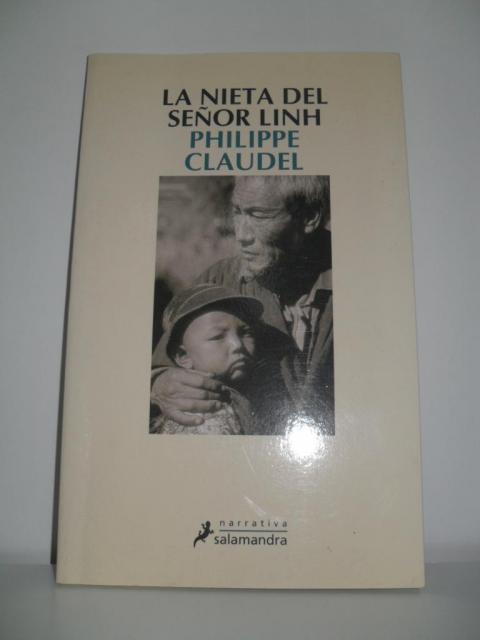 LA NIETA DEL
SEÑOR LINH
PHILIPPE
CLAUDEL
narrativa
salamandra